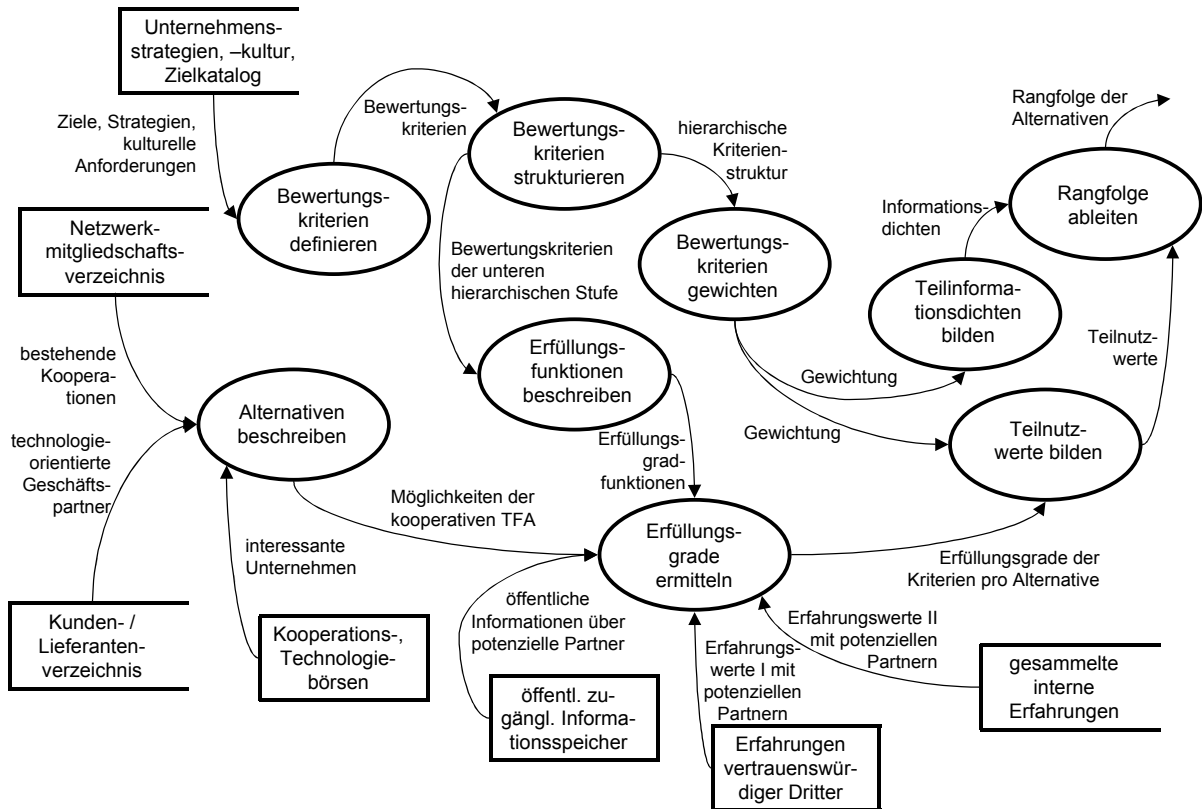 Unternehmens-
strategien, –kultur,
Zielkatalog
Ziele, Strategien,
kulturelle
Anforderungen
Bewertungs-
kriterien
definieren
Bewertungs-
kriterien
Bewertungs-
kriterien
strukturieren
hierarchische
Kriterien-
struktur
Rangfolge der
Alternativen
Rangfolge
ableiten
Informations-
dichten
Netzwerk-
mitgliedschafts-
verzeichnis
Bewertungskriterien
der unteren
hierarchischen Stufe
Bewertungs-
kriterien
gewichten
Teilinforma-
tionsdichten
bilden
Teilnutz-
werte
bestehende
Koopera-
tionen
Erfüllungs-
funktionen
beschreiben
Gewichtung
Gewichtung
Alternativen
beschreiben
Teilnutz-
werte bilden
technologie-
orientierte
Geschäfts-
partner
Erfüllungs-
grad-
funktionen
Möglichkeiten der
kooperativen TFA
interessante
Unternehmen
Erfüllungs-
grade
ermitteln
Erfüllungsgrade der
Kriterien pro Alternative
Kunden- /
Lieferanten-
verzeichnis
Kooperations-,
Technologie-
börsen
öffentliche
Informationen über
potenzielle Partner
öffentl. zu-
gängl. Informa-
tionsspeicher
Erfahrungs-
werte I mit
potenziellen
Partnern
Erfahrungswerte II
mit potenziellen
Partnern
Erfahrungen
vertrauenswür-
diger Dritter
gesammelte
interne
Erfahrungen